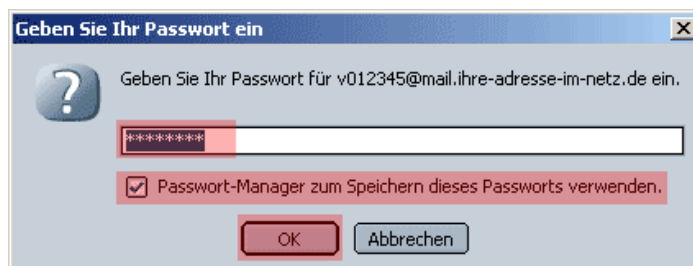 Geben Sie Ihr Passwort ein
Geben Sie Ihr Passwort für v012345@mail.ihre-adresse-im-netz.de ein.
********
Passwort-Manager zum Speichern dieses Passworts verwenden.
OK Abbrechen